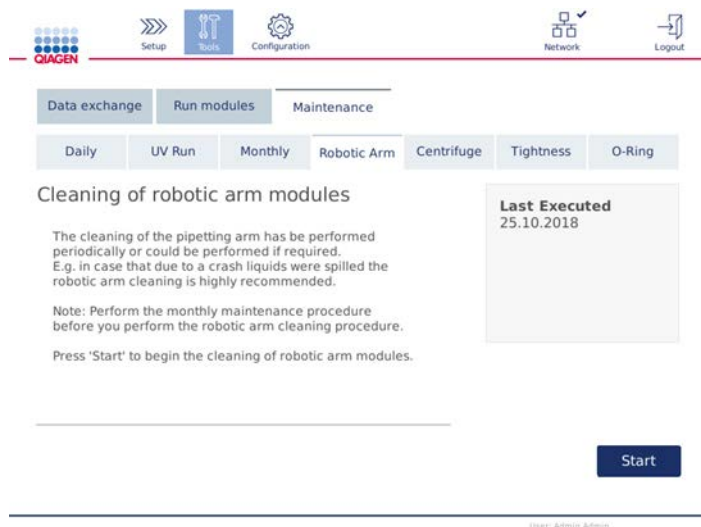 QIAGEN
Setup
Tools
Configuration
Network
Logout
Data exchange
Run modules
Maintenance
Daily
UV Run
Monthly
Robotic Arm
Centrifuge
Tightness
O-Ring
Cleaning of robotic arm modules
The cleaning of the pipetting arm has be performed
periodically or could be performed if required.
E.g. in case that due to a crash liquids were spilled the
robotic arm cleaning is highly recommended.
Note: Perform the monthly maintenance procedure
before you perform the robotic arm cleaning procedure.
Press 'Start' to begin the cleaning of robotic arm modules.
Last Executed
25.10.2018
Start
User: Admin Admin